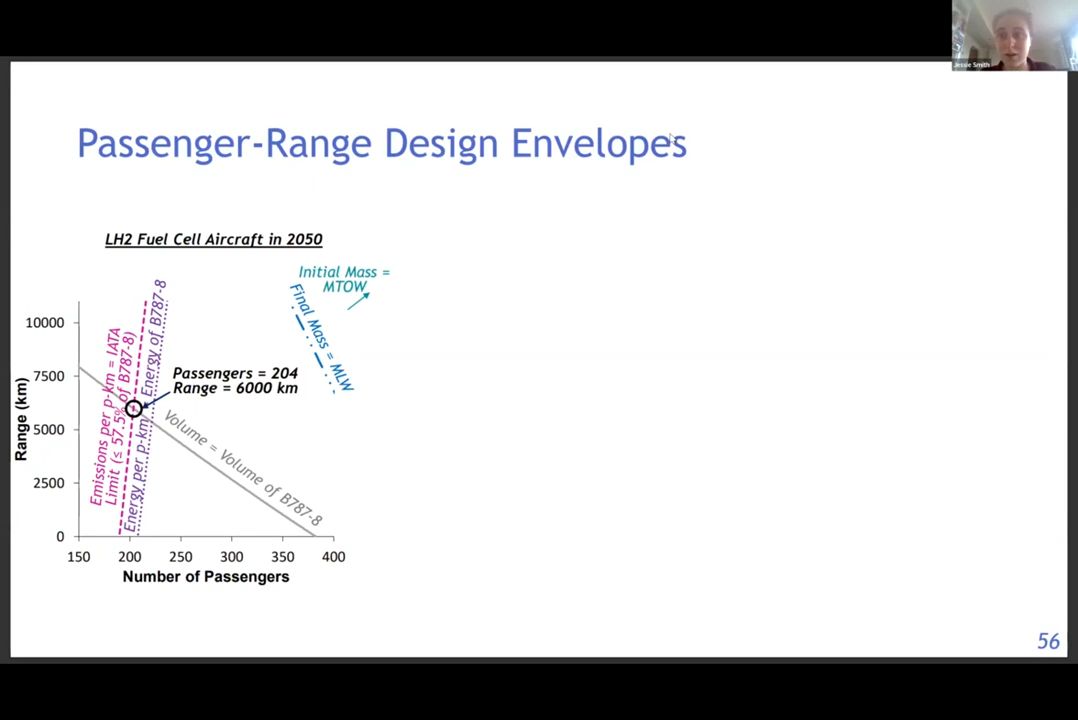 Jessie Smith
Passenger-Range Design Envelopes
LH2 Fuel Cell Aircraft in 2050
Initial Mass =
MTOW
Final Mass = MLW
Emissions per p-km = IATA
Limit (≤ 57.5% of B787-8)
Energy per p-km = Energy of B787-8
Passengers = 204
Range = 6000 km
Volume = Volume of B787-8
Range (km)
10000
7500
5000
2500
0
150 200 250 300 350 400
Number of Passengers
56